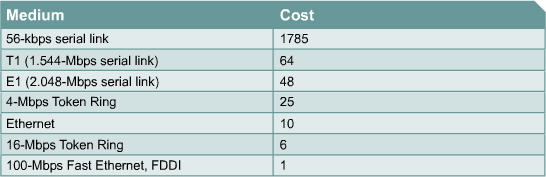 Medium Cost
56-kbps serial link 1785
T1 (1.544-Mbps serial link) 64
E1 (2.048-Mbps serial link) 48
4-Mbps Token Ring 25
Ethernet 10
16-Mbps Token Ring 6
100-Mbps Fast Ethernet, FDDI 1